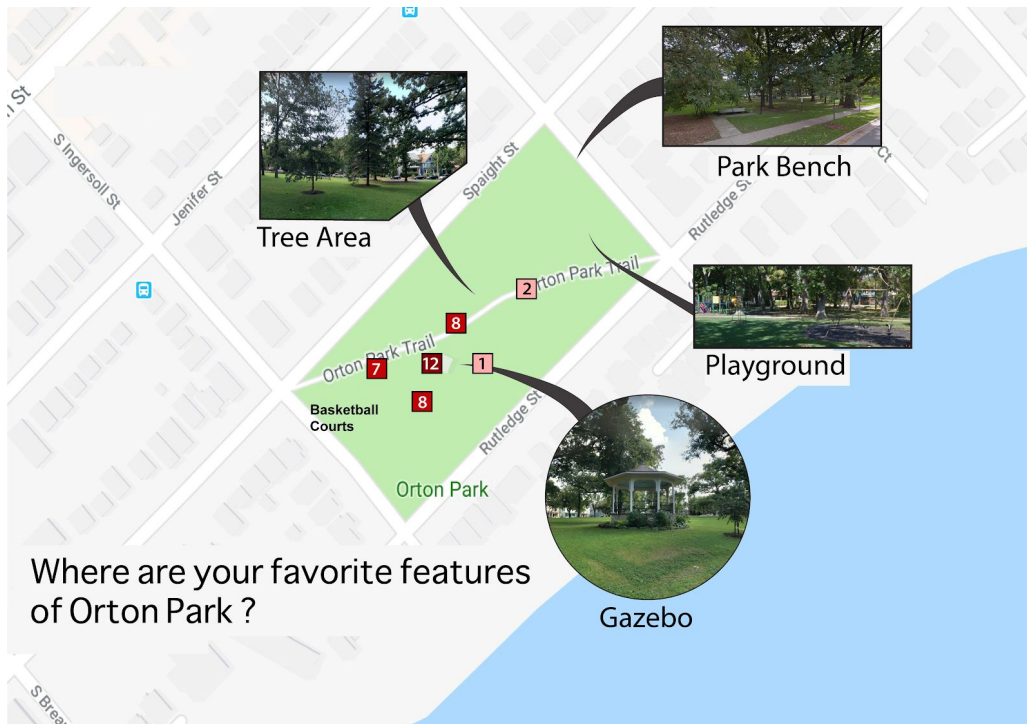 n St
S Ingersoll St
Jenifer St
Spaight St
Rutledge St
Ct
Park Bench
Tree Area
Orton Park Trail
2
8
Orton Park Trail
7
12
1
8
Playground
Basketball
Courts
Rutledge St
Orton Park
Gazebo
Where are your favorite features
of Orton Park ?
S Brea